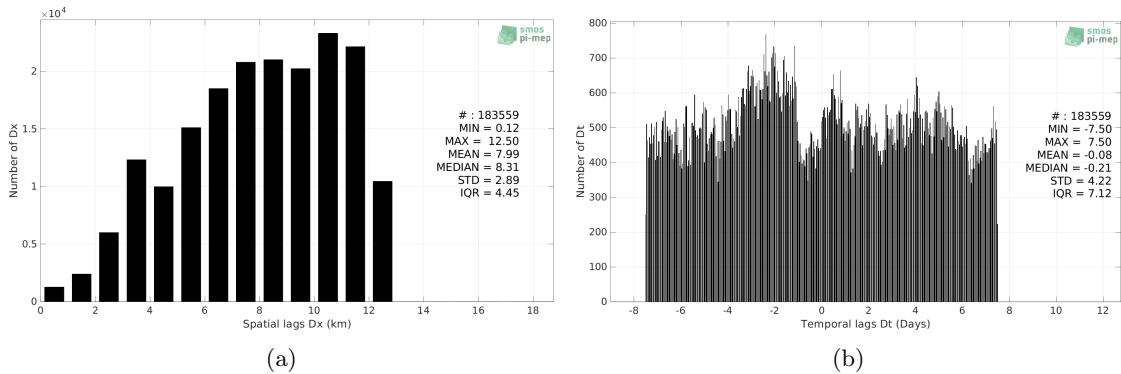 ×10⁴
2
1.5
1
0.5
0
Number of Dx
0 2 4 6 8 10 12 14 16 18
Spatial lags Dx (km)
smos
pi-mep
# : 183559
MIN = 0.12
MAX = 12.50
MEAN = 7.99
MEDIAN = 8.31
STD = 2.89
IQR = 4.45
(a)
800
700
600
500
400
300
200
100
0
Number of Dt
-8 -6 -4 -2 0 2 4 6 8 10 12
Temporal lags Dt (Days)
smos
pi-mep
# : 183559
MIN = -7.50
MAX = 7.50
MEAN = -0.08
MEDIAN = -0.21
STD = 4.22
IQR = 7.12
(b)